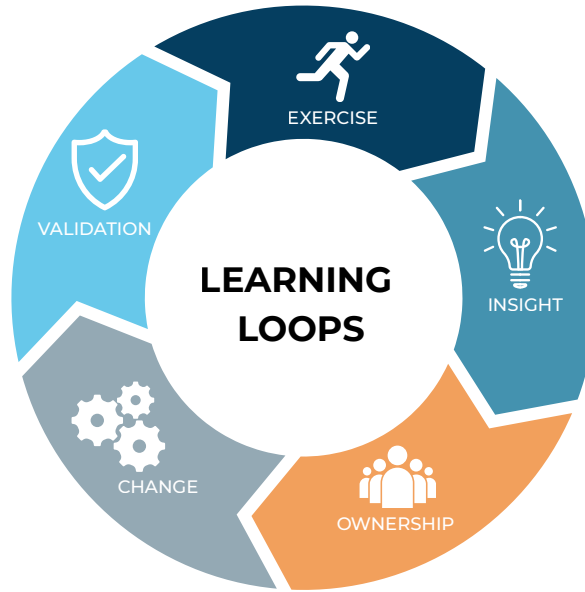 EXERCISE
INSIGHT
OWNERSHIP
CHANGE
VALIDATION
LEARNING
LOOPS